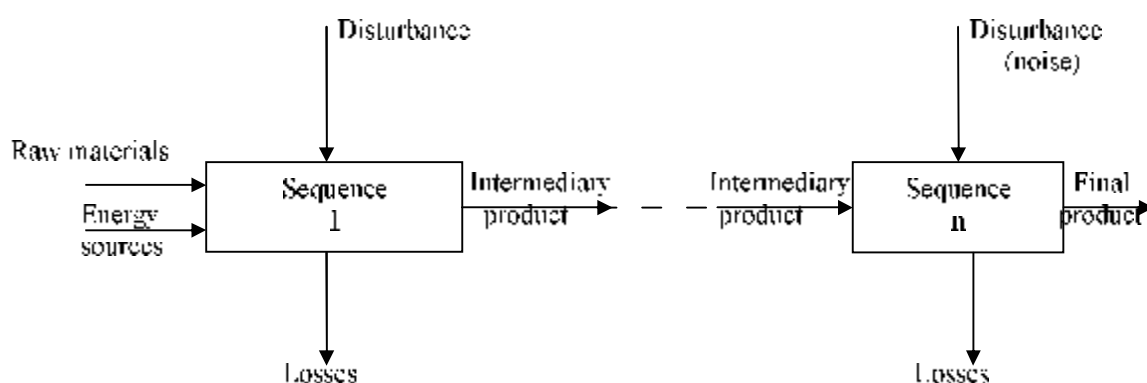 Disturbance
Disturbance
(noise)
Raw materials
Energy
sources
Sequence
1
Intermediary
product
Intermediary
product
Sequence
n
Final
product
Losses
Losses